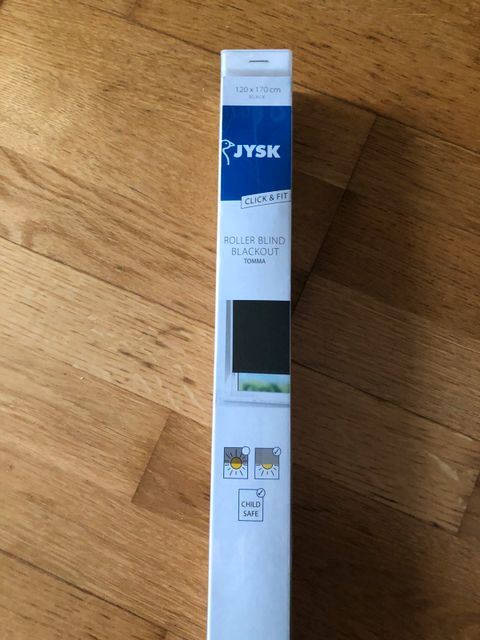 120 x 170 cm
BLACK
JYSK
CLICK & FIT
ROLLER BLIND
BLACKOUT
TOMMA
CHILD
SAFE